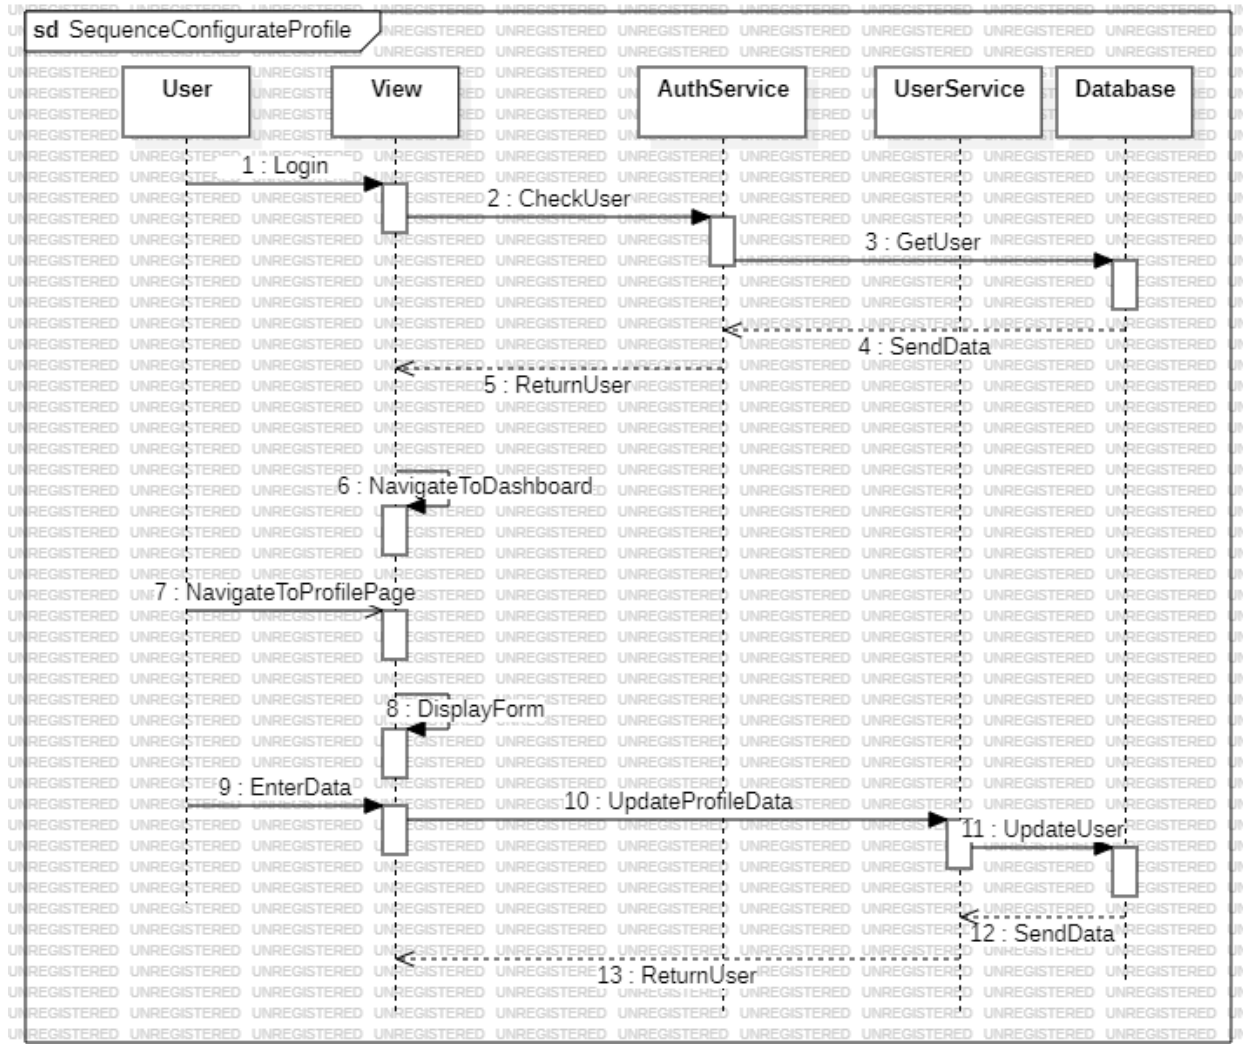 sd SequenceConfigurateProfile
User
View
AuthService
UserService
Database
1 : Login
2 : CheckUser
3 : GetUser
4 : SendData
5 : ReturnUser
6 : NavigateToDashboard
7 : NavigateToProfilePage
8 : DisplayForm
9 : EnterData
10 : UpdateProfileData
11 : UpdateUser
12 : SendData
13 : ReturnUser
UNREGISTERED